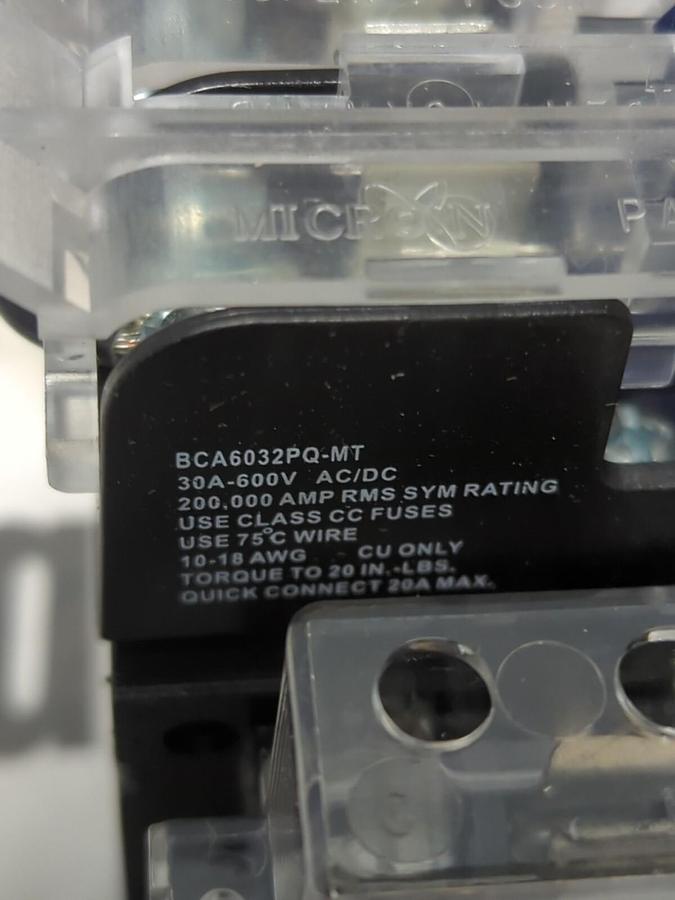 MICRON
BCA6032PQ-MT
30A-600V AC/DC
200,000 AMP RMS SYM RATING
USE CLASS CC FUSES
USE 75°C WIRE
10-18 AWG CU ONLY
TORQUE TO 20 IN.-LBS.
QUICK CONNECT 20A MAX.